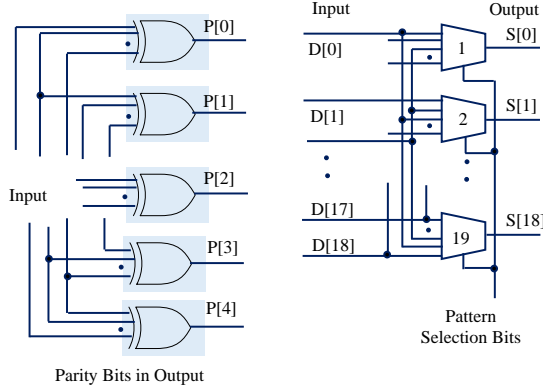 P[0]
P[1]
P[2]
P[3]
P[4]
Input
Parity Bits in Output
Input
Output
D[0]
D[1]
D[17]
D[18]
1
2
19
S[0]
S[1]
S[18]
Pattern
Selection Bits